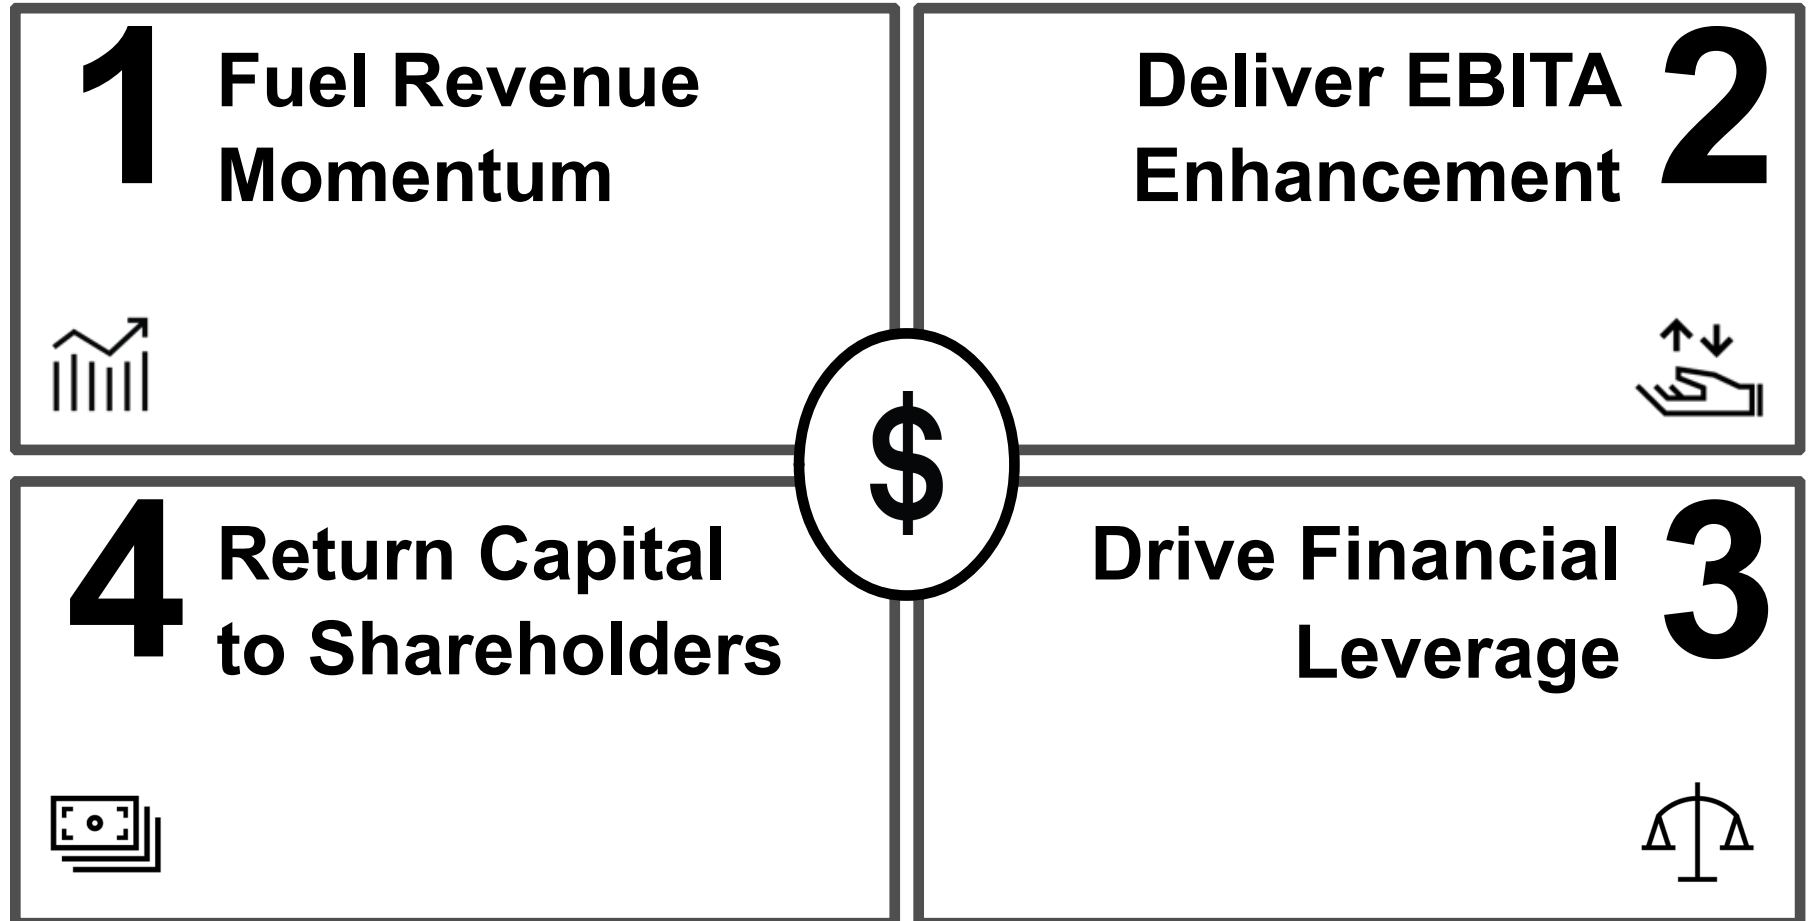 1
Fuel Revenue
Momentum
Deliver EBITA
Enhancement
2
$
4
Return Capital
to Shareholders
Drive Financial
Leverage
3